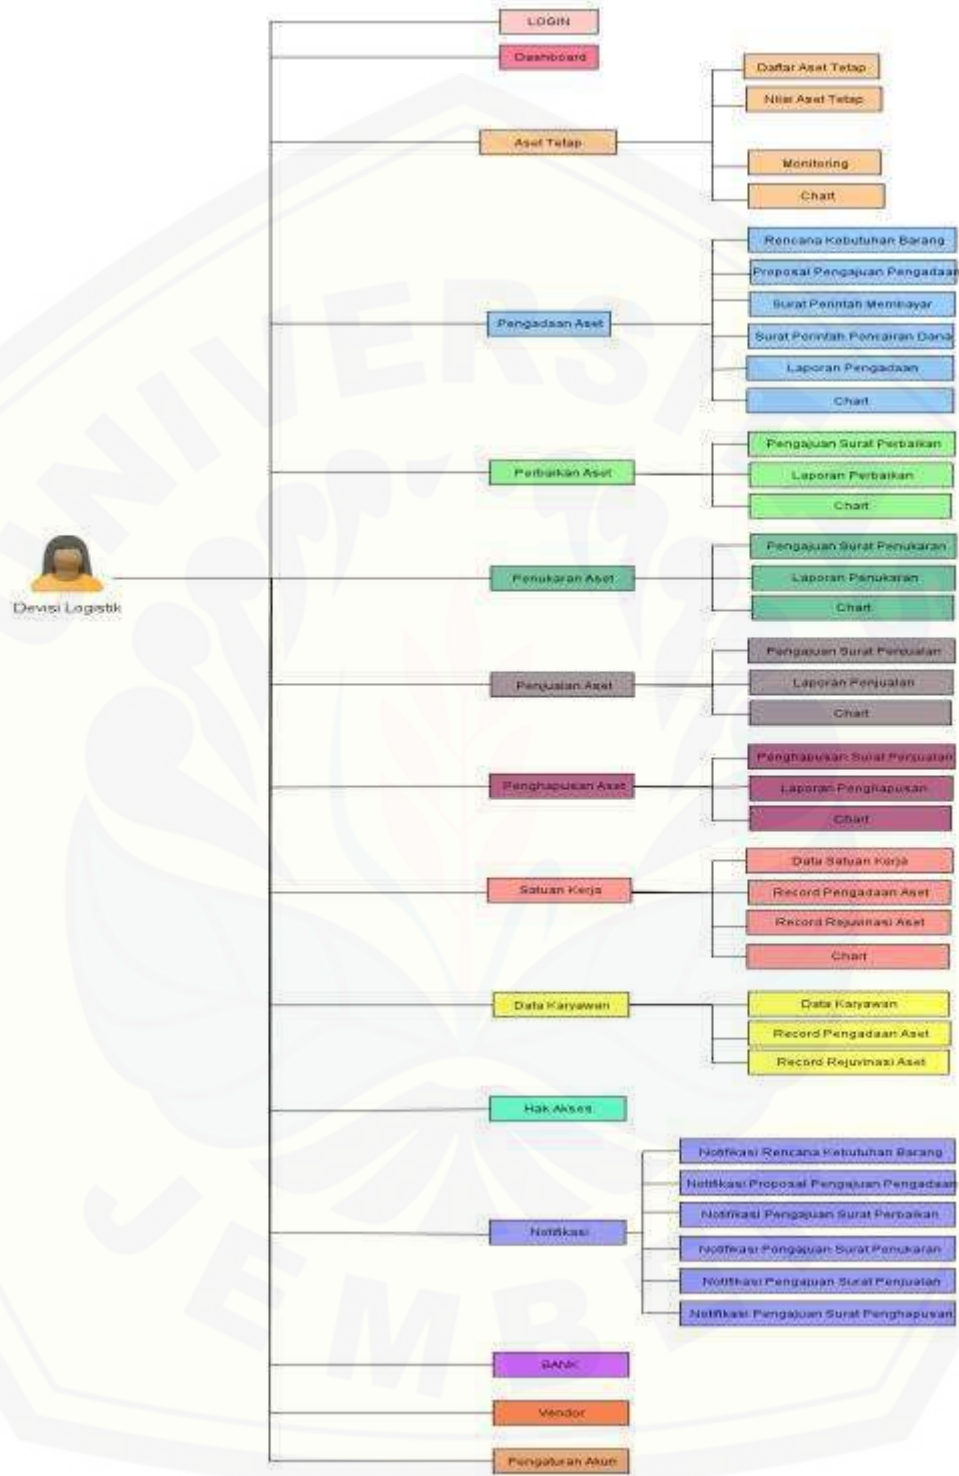 LOGIN
Dashboard
Aset Tetap
Daftar Aset Tetap
Nilai Aset Tetap
Monitoring
Chart
Pengadaan Aset
Rencana Kebutuhan Barang
Proposal Pengajuan Pengadaan
Surat Perintah Membayar
Surat Perintah Pencairan Dana
Laporan Pengadaan
Chart
Perbaikan Aset
Pengajuan Surat Perbaikan
Laporan Perbaikan
Chart
Devisi Logistik
Penukaran Aset
Pengajuan Surat Penukaran
Laporan Penukaran
Chart
Penjualan Aset
Pengajuan Surat Penjualan
Laporan Penjualan
Chart
Penghapusan Aset
Penghapusan Surat Penjualan
Laporan Penghapusan
Chart
Satuan Kerja
Data Satuan Kerja
Record Pengadaan Aset
Record Rejuvinasi Aset
Chart
Data Karyawan
Data Karyawan
Record Pengadaan Aset
Record Rejuvinasi Aset
Hak Akses
Notifikasi
Notifikasi Rencana Kebutuhan Barang
Notifikasi Proposal Pengajuan Pengadaan
Notifikasi Pengajuan Surat Perbaikan
Notifikasi Pengajuan Surat Penukaran
Notifikasi Pengajuan Surat Penjualan
Notifikasi Pengajuan Surat Penghapusan
BANK
Vendor
Pengaturan Akun
UNIVERSITAS
JEMBER